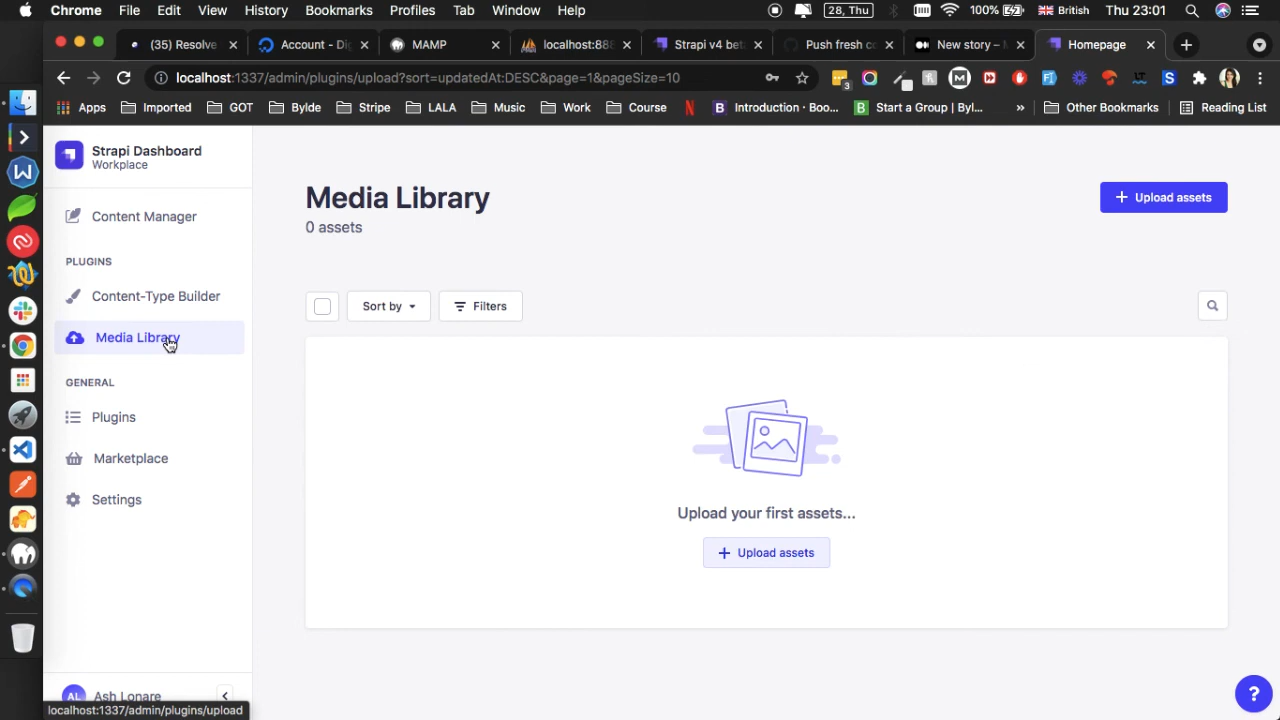 Chrome File Edit View History Bookmarks Profiles Tab Window Help 28, Thu 100% British Thu 23:01
(35) Resolve Account - Di MAMP localhost:888 Strapi v4 bet Push fresh co New story – Homepage
localhost:1337/admin/plugins/upload?sort=updatedAt:DESC&page=1&pageSize=10 3
Apps Imported GOT Bylde Stripe LALA Music Work Course Introduction · Boo... Start a Group | Byl... » Other Bookmarks Reading List
Strapi Dashboard
Workplace
Content Manager
PLUGINS
Content-Type Builder
Media Library
GENERAL
Plugins
Marketplace
Settings
AL Ash Lonare
localhost:1337/admin/plugins/upload
Media Library
0 assets
Upload assets
Sort by Filters
Upload your first assets...
Upload assets
?